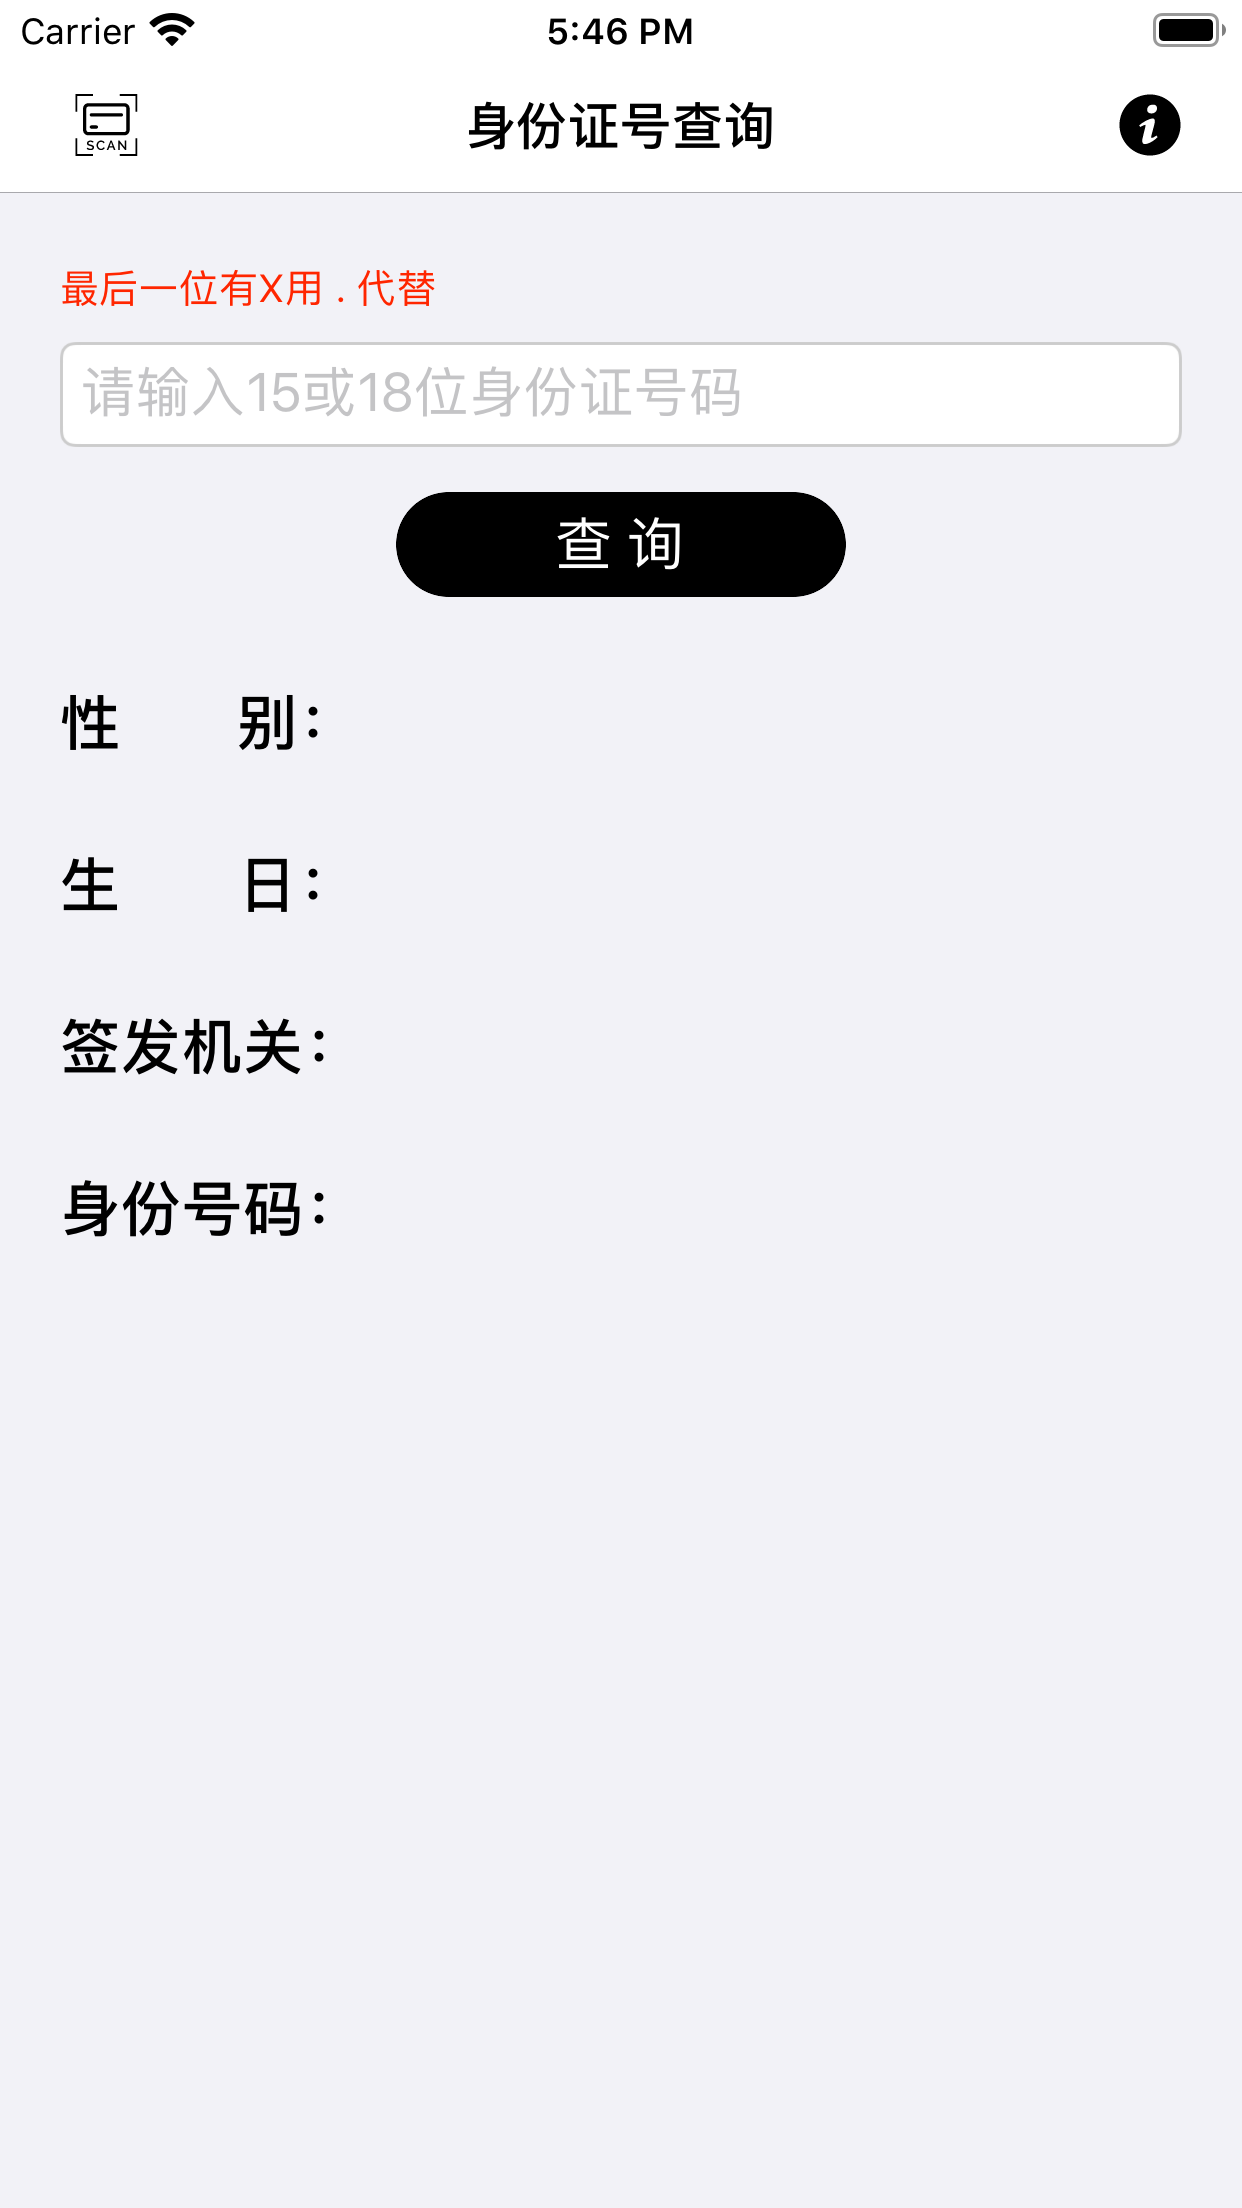 Carrier 5:46 PM
SCAN
身份证号查询
i
最后一位有X用 . 代替
请输入15或18位身份证号码
查 询
性 别：
生 日：
签发机关：
身份号码：